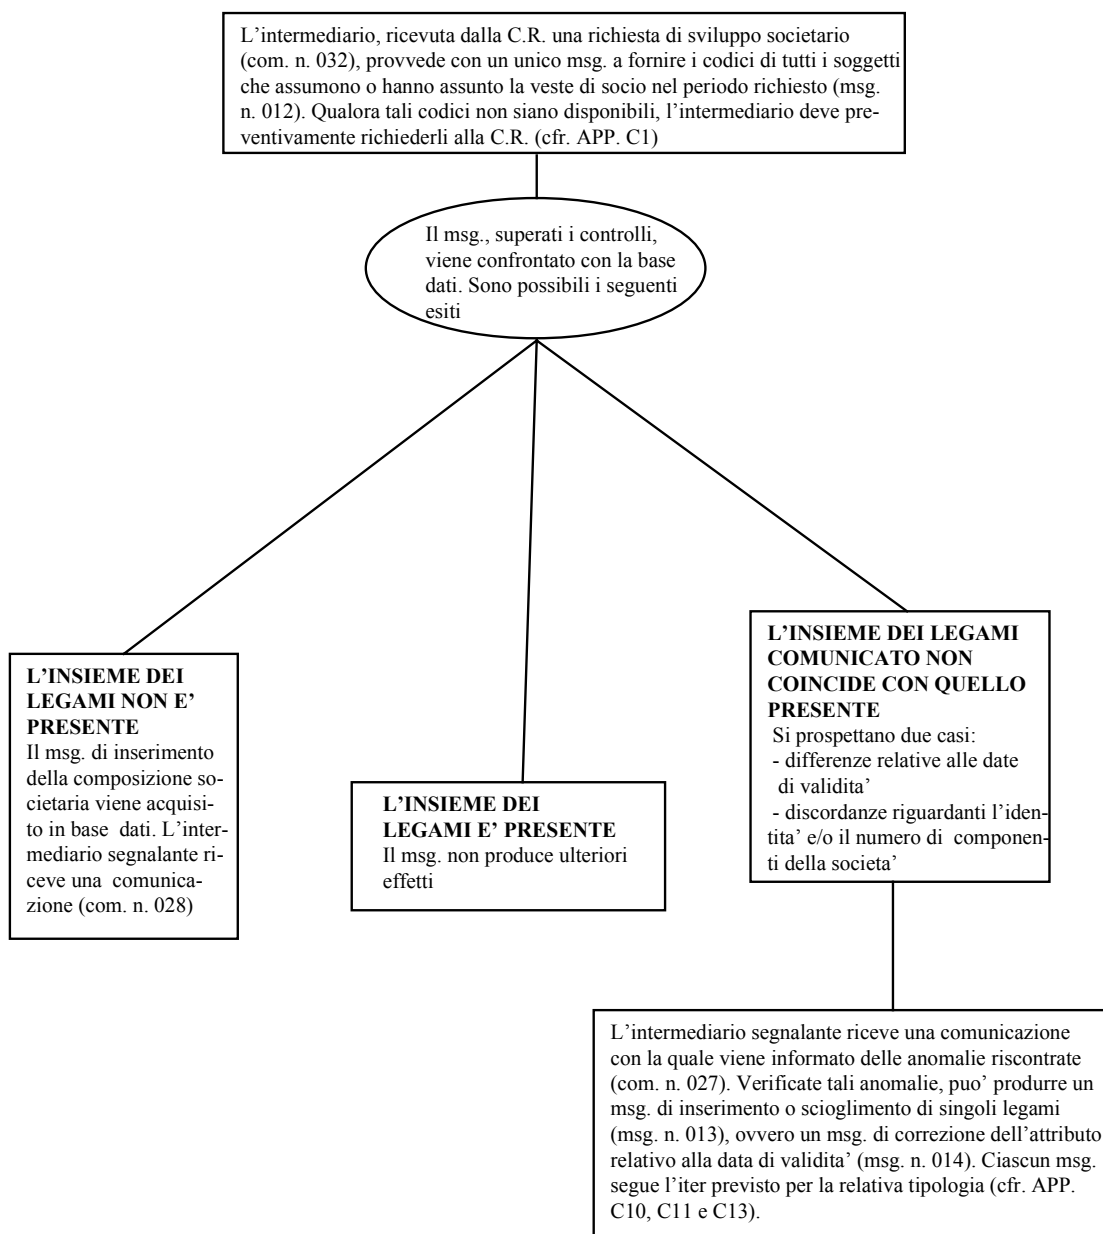 L’intermediario, ricevuta dalla C.R. una richiesta di sviluppo societario
(com. n. 032), provvede con un unico msg. a fornire i codici di tutti i soggetti
che assumono o hanno assunto la veste di socio nel periodo richiesto (msg.
n. 012). Qualora tali codici non siano disponibili, l’intermediario deve pre-
ventivamente richiederli alla C.R. (cfr. APP. C1)
Il msg., superati i controlli,
viene confrontato con la base
dati. Sono possibili i seguenti
esiti
L’INSIEME DEI
LEGAMI NON E’
PRESENTE
Il msg. di inserimento
della composizione so-
cietaria viene acquisi-
to in base dati. L’inter-
mediario segnalante ri-
ceve una comunica-
zione (com. n. 028)
L’INSIEME DEI
LEGAMI E’ PRESENTE
Il msg. non produce ulteriori
effetti
L’INSIEME DEI LEGAMI
COMUNICATO NON
COINCIDE CON QUELLO
PRESENTE
Si prospettano due casi:
- differenze relative alle date
di validita’
- discordanze riguardanti l’iden-
tita’ e/o il numero di componen-
ti della societa’
L’intermediario segnalante riceve una comunicazione
con la quale viene informato delle anomalie riscontrate
(com. n. 027). Verificate tali anomalie, puo’ produrre un
msg. di inserimento o scioglimento di singoli legami
(msg. n. 013), ovvero un msg. di correzione dell’attributo
relativo alla data di validita’ (msg. n. 014). Ciascun msg.
segue l’iter previsto per la relativa tipologia (cfr. APP.
C10, C11 e C13).